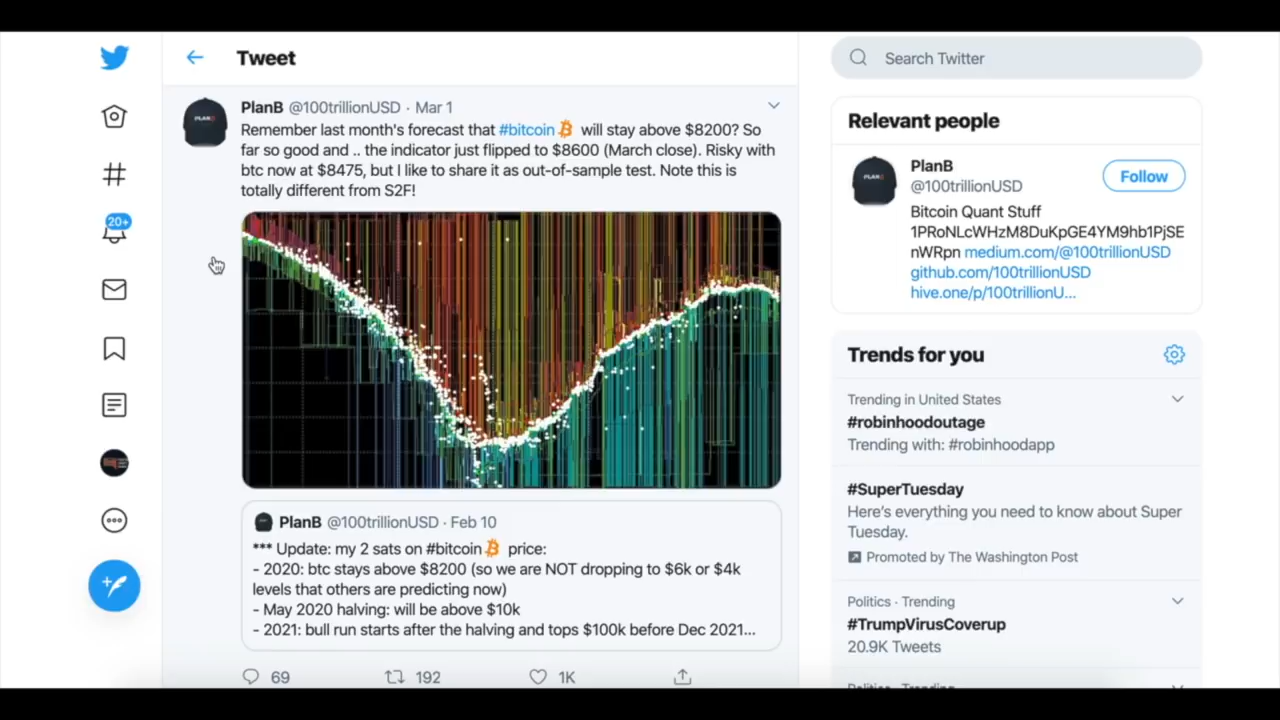 Tweet
PlanB @100trillionUSD · Mar 1
Remember last month's forecast that #bitcoin will stay above $8200? So
far so good and .. the indicator just flipped to $8600 (March close). Risky with
btc now at $8475, but I like to share it as out-of-sample test. Note this is
totally different from S2F!
PlanB @100trillionUSD · Feb 10
*** Update: my 2 sats on #bitcoin price:
- 2020: btc stays above $8200 (so we are NOT dropping to $6k or $4k
levels that others are predicting now)
- May 2020 halving: will be above $10k
- 2021: bull run starts after the halving and tops $100k before Dec 2021...
69 192 1K
20+
Search Twitter
Relevant people
PlanB
@100trillionUSD
Follow
Bitcoin Quant Stuff
1PRoNLcWHzM8DuKpGE4YM9hb1PjSE
nWRpn medium.com/@100trillionUSD
github.com/100trillionUSD
hive.one/p/100trillionU...
Trends for you
Trending in United States
#robinhoodoutage
Trending with: #robinhoodapp
#SuperTuesday
Here's everything you need to know about Super
Tuesday.
Promoted by The Washington Post
Politics · Trending
#TrumpVirusCoverup
20.9K Tweets
Politics · Trending